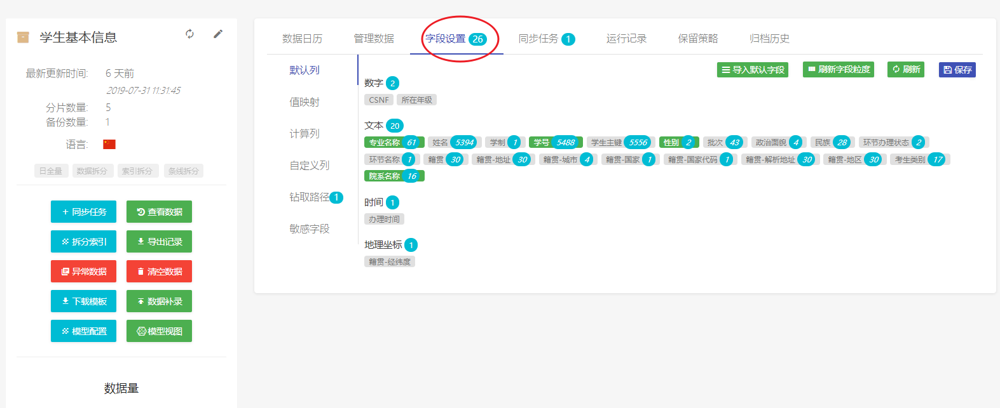 学生基本信息
最新更新时间: 6 天前
2019-07-31 11:31:45
分片数量: 5
备份数量: 1
语言:
日全量 数据拆分 索引拆分 条线拆分
同步任务 查看数据
拆分索引 导出记录
异常数据 清空数据
下载模板 数据补录
模型配置 模型视图
数据量
数据日历 管理数据 字段设置 26 同步任务 1 运行记录 保留策略 归档历史
默认列
值映射
计算列
自定义列
钻取路径 1
敏感字段
导入默认字段 刷新字段粒度 刷新 保存
数字 2
CSNF 所在年级
文本 20
专业名称 61 姓名 5394 学制 1 学号 5488 学生主键 5556 性别 2 批次 43 政治面貌 4 民族 28 环节办理状态 2
环节名称 1 籍贯 30 籍贯-地址 30 籍贯-城市 4 籍贯-国家 1 籍贯-国家代码 1 籍贯-解析地址 30 籍贯-地区 30 考生类别 17
院系名称 16
时间 1
办理时间
地理坐标 1
籍贯-经纬度